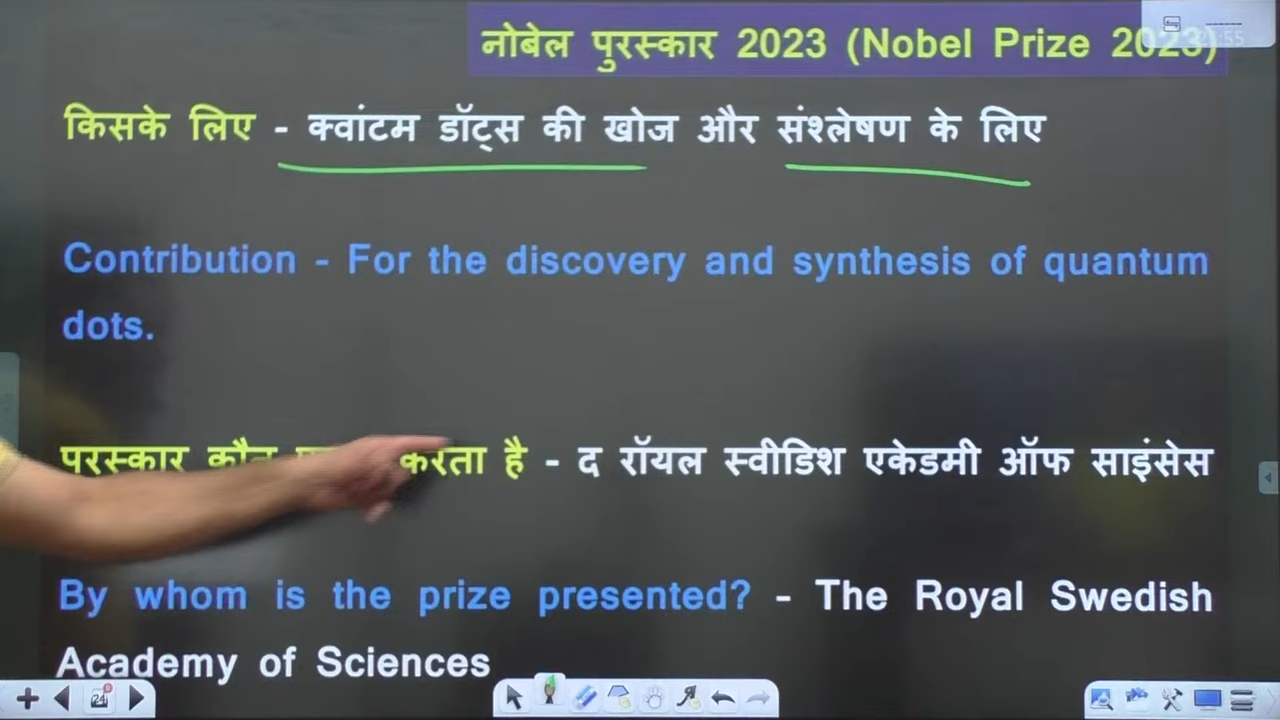 नोबेल पुरस्कार 2023 (Nobel Prize 2023)
किसके लिए - क्वांटम डॉट्स की खोज और संश्लेषण के लिए
Contribution - For the discovery and synthesis of quantum
dots.
परस्कार कौन करता है - द रॉयल स्वीडिश एकेडमी ऑफ साइंसेस
By whom is the prize presented? - The Royal Swedish
Academy of Sciences
24